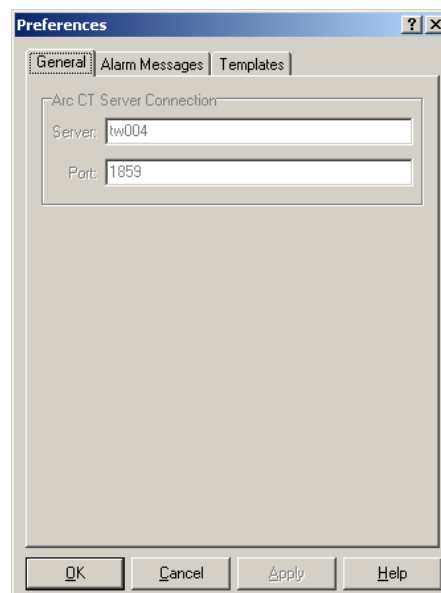 Preferences
General Alarm Messages Templates
Arc CT Server Connection
Server: tw004
Port: 1859
OK Cancel Apply Help